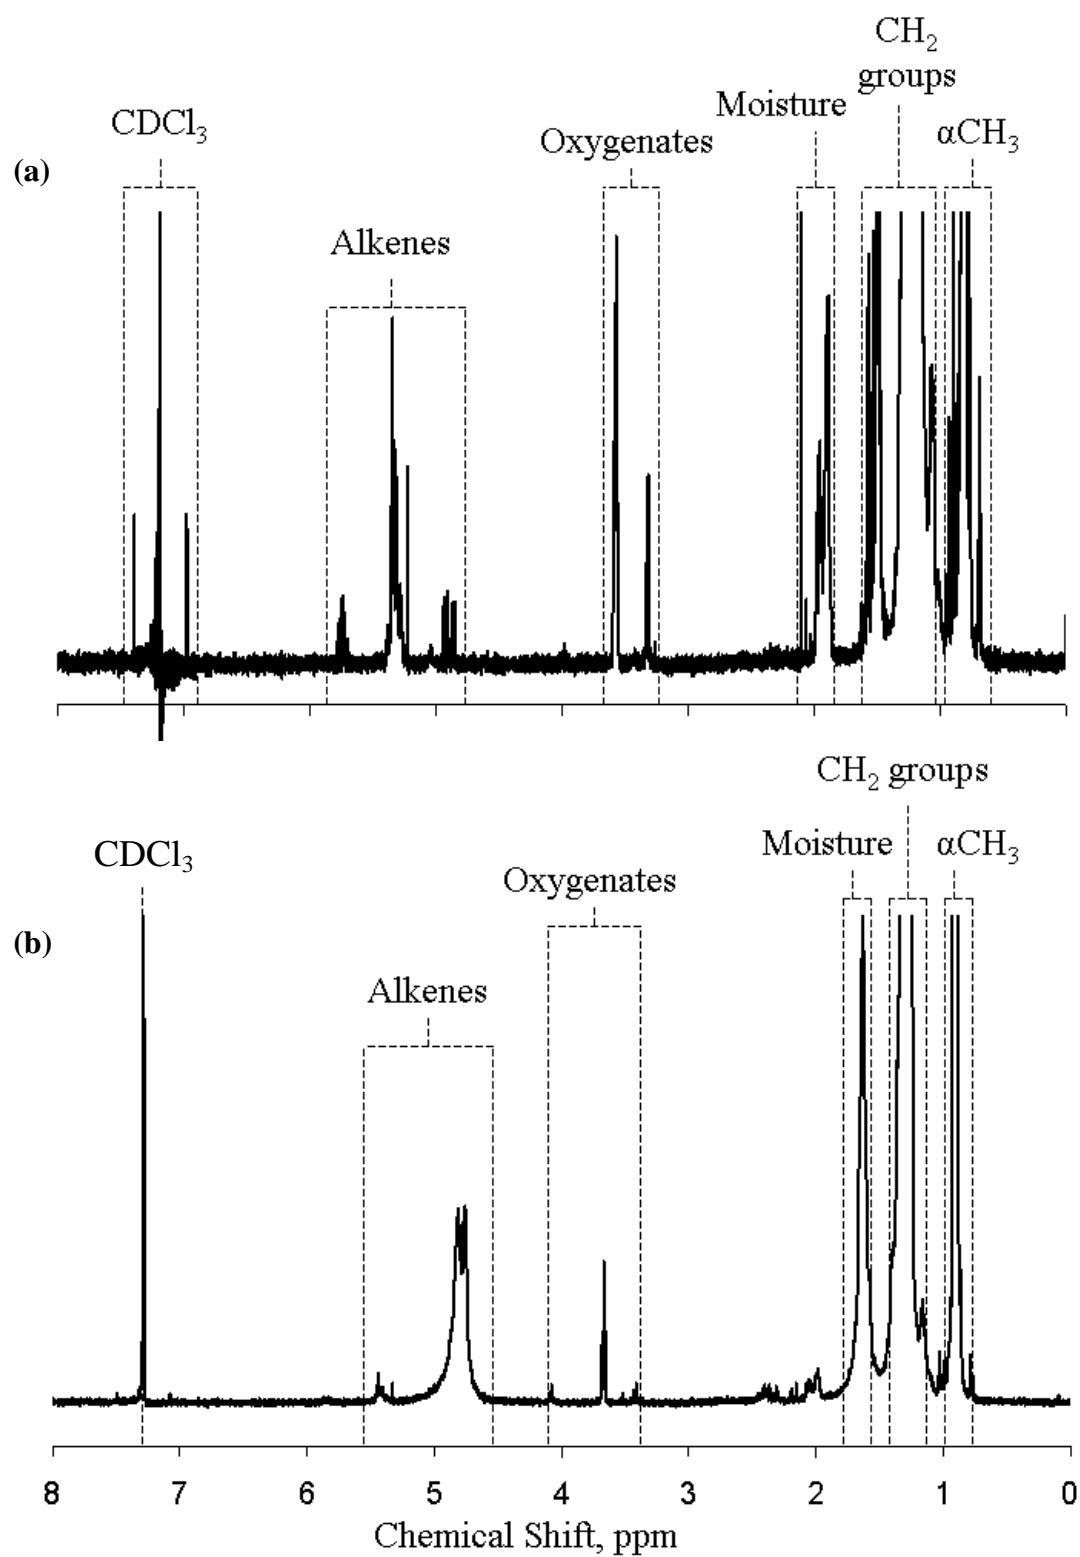 CH₂
groups
Moisture
CDCl₃
Oxygenates
αCH₃
(a)
Alkenes
CH₂ groups
Moisture
αCH₃
CDCl₃
Oxygenates
(b)
Alkenes
8 7 6 5 4 3 2 1 0
Chemical Shift, ppm